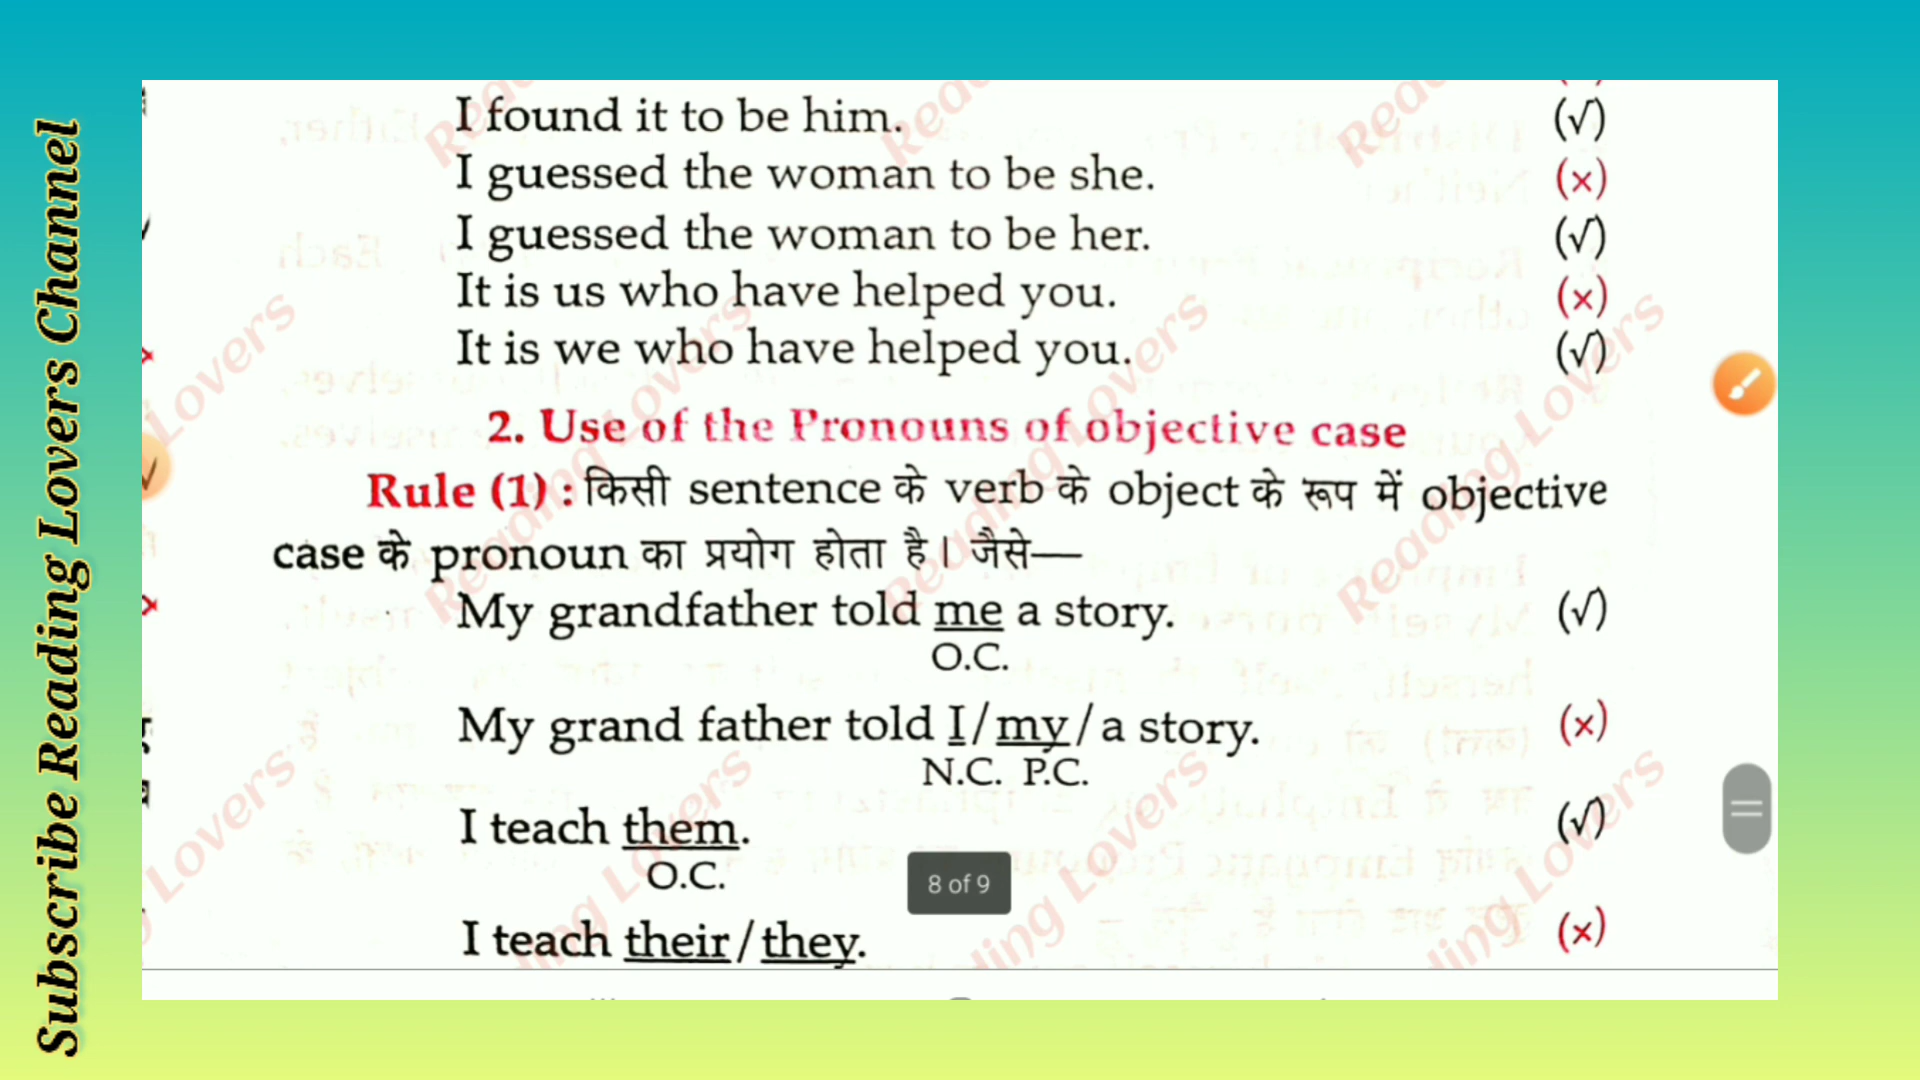 Subscribe Reading Lovers Channel
I found it to be him. (√)
I guessed the woman to be she. (×)
I guessed the woman to be her. (√)
It is us who have helped you. (×)
It is we who have helped you. (√)
2. Use of the Pronouns of objective case
Rule (1) : किसी sentence के verb के object के रूप में objective
case के pronoun का प्रयोग होता है। जैसे—
My grandfather told me a story. (√)
O.C.
My grand father told I/my/a story. (×)
N.C. P.C.
I teach them. (√)
O.C.
8 of 9
I teach their/they. (×)
Reading Lovers